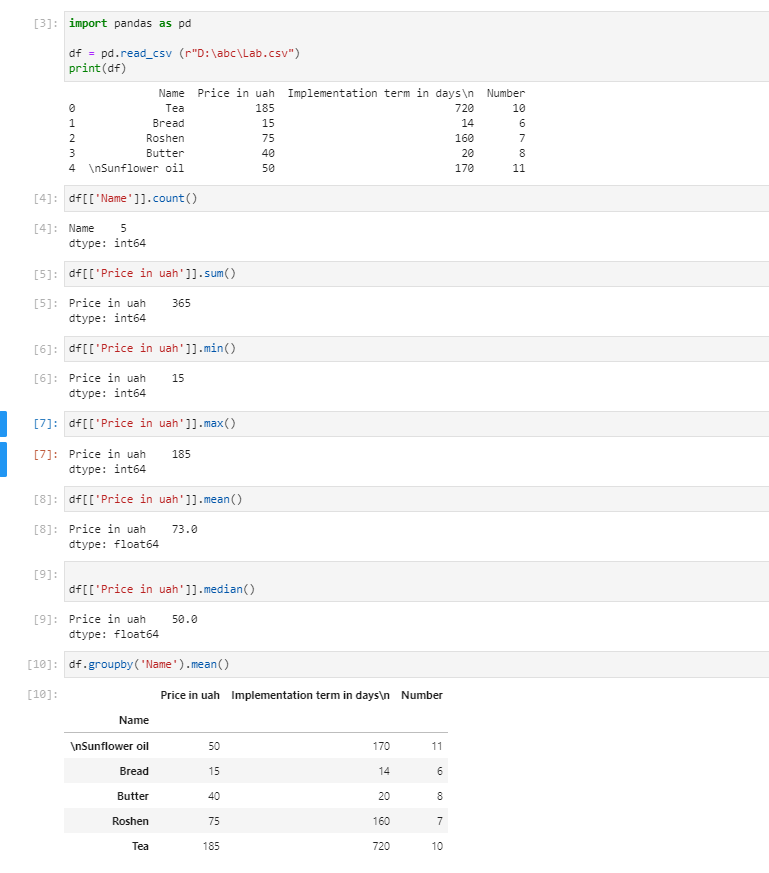 [3]: import pandas as pd
df = pd.read_csv (r"D:\abc\Lab.csv")
print(df)
Name Price in uah Implementation term in days\n Number
0 Tea 185 720 10
1 Bread 15 14 6
2 Roshen 75 160 7
3 Butter 40 20 8
4 \nSunflower oil 50 170 11
[4]: df[['Name']].count()
[4]: Name 5
dtype: int64
[5]: df[['Price in uah']].sum()
[5]: Price in uah 365
dtype: int64
[6]: df[['Price in uah']].min()
[6]: Price in uah 15
dtype: int64
[7]: df[['Price in uah']].max()
[7]: Price in uah 185
dtype: int64
[8]: df[['Price in uah']].mean()
[8]: Price in uah 73.0
dtype: float64
[9]:
df[['Price in uah']].median()
[9]: Price in uah 50.0
dtype: float64
[10]: df.groupby('Name').mean()
[10]: Price in uah Implementation term in days\n Number
Name
\nSunflower oil 50 170 11
Bread 15 14 6
Butter 40 20 8
Roshen 75 160 7
Tea 185 720 10